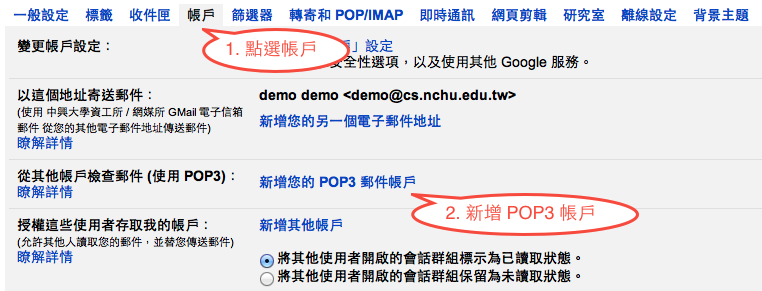 一般設定 標籤 收件匣 帳戶 篩選器 轉寄和 POP/IMAP 即時通訊 網頁剪輯 研究室 離線設定 背景主題
1. 點選帳戶
變更帳戶設定：
」設定
安全性選項，以及使用其他 Google 服務。
以這個地址寄送郵件：
(使用 中興大學資工所 / 網媒所 GMail 電子信箱
郵件 從您的其他電子郵件地址傳送郵件)
瞭解詳情
demo demo <demo@cs.nchu.edu.tw>
新增您的另一個電子郵件地址
從其他帳戶檢查郵件 (使用 POP3)：
瞭解詳情
新增您的 POP3 郵件帳戶
2. 新增 POP3 帳戶
授權這些使用者存取我的帳戶：
(允許其他人讀取您的郵件，並替您傳送郵件)
瞭解詳情
新增其他帳戶
將其他使用者開啟的會話群組標示為已讀取狀態。
將其他使用者開啟的會話群組保留為未讀取狀態。